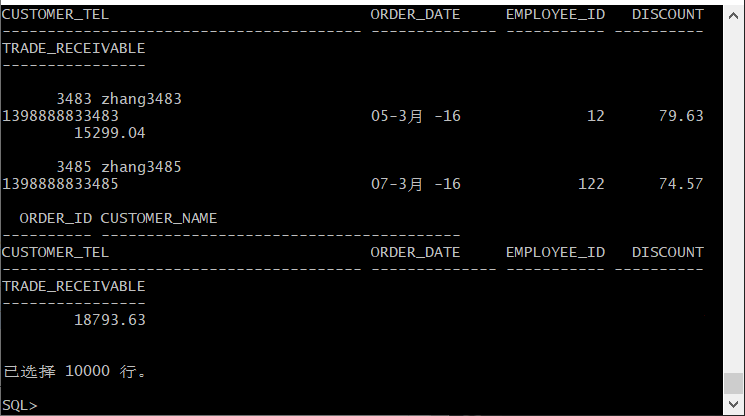 CUSTOMER_TEL ORDER_DATE EMPLOYEE_ID DISCOUNT
---------------------------------------- -------------- ----------- ----------
TRADE_RECEIVABLE
----------------
3483 zhang3483
1398888833483 05-3月 -16 12 79.63
15299.04
3485 zhang3485
1398888833485 07-3月 -16 122 74.57
ORDER_ID CUSTOMER_NAME
---------- ----------------------------------------
CUSTOMER_TEL ORDER_DATE EMPLOYEE_ID DISCOUNT
---------------------------------------- -------------- ----------- ----------
TRADE_RECEIVABLE
----------------
18793.63
已选择 10000 行。
SQL>